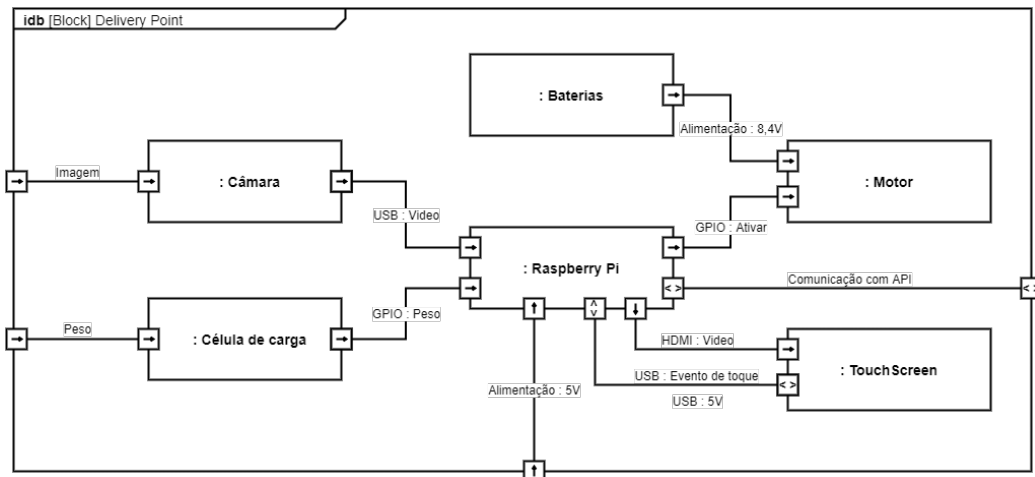 idb [Block] Delivery Point
: Baterias
Alimentação : 8,4V
Imagem
: Câmara
: Motor
USB : Video
GPIO : Ativar
: Raspberry Pi
Comunicação com API
Peso
: Célula de carga
GPIO : Peso
HDMI : Video
: TouchScreen
USB : Evento de toque
Alimentação : 5V
USB : 5V